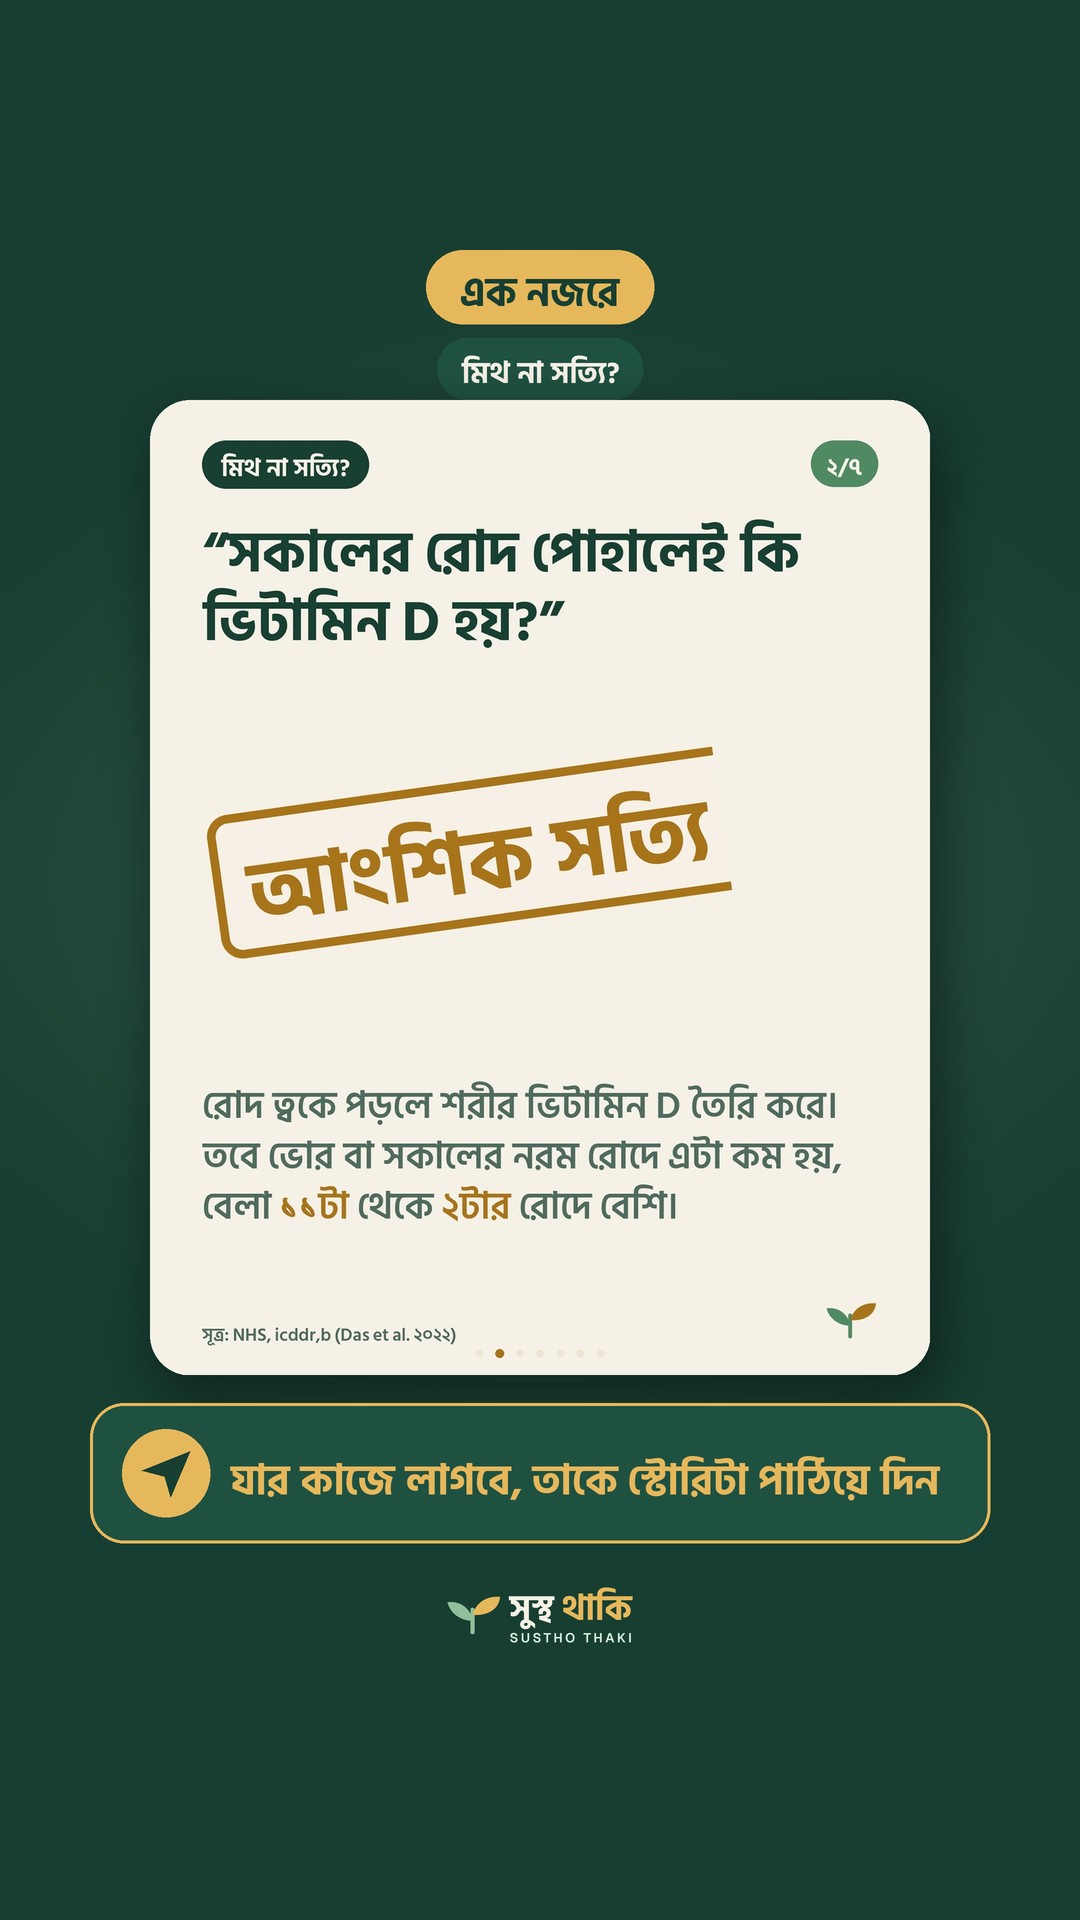 এক নজরে
মিথ না সত্যি?
মিথ না সত্যি?
২/৭
“সকালের রোদ পোহালেই কি
ভিটামিন D হয়?”
আংশিক সত্যি
রোদ ত্বকে পড়লে শরীর ভিটামিন D তৈরি করে।
তবে ভোর বা সকালের নরম রোদে এটা কম হয়,
বেলা ১১টা থেকে ২টার রোদে বেশি।
সূত্র: NHS, icddr,b (Das et al. ২০২২)
যার কাজে লাগবে, তাকে স্টোরিটা পাঠিয়ে দিন
সুস্থ থাকি
SUSTHO THAKI